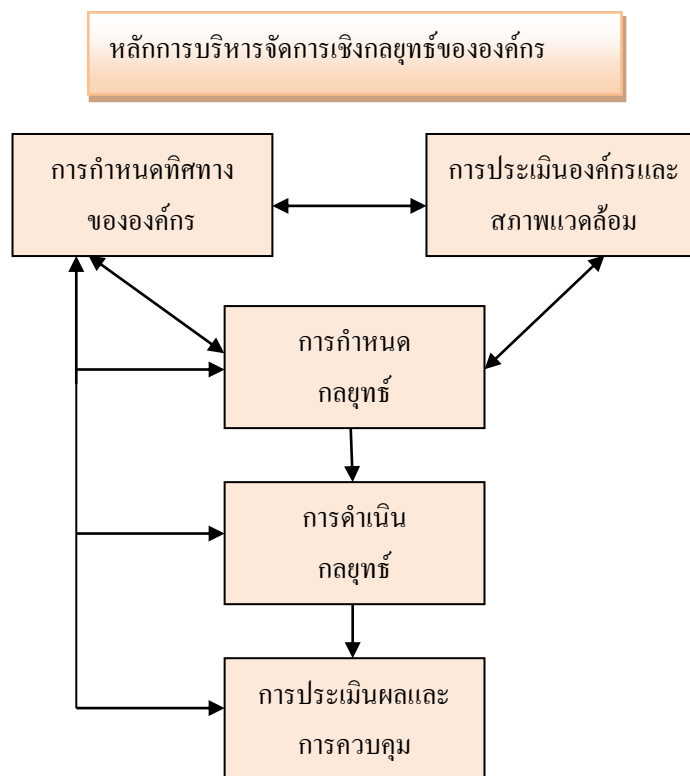 หลักการบริหารจัดการเชิงกลยุทธ์ขององค์กร
การกำหนดทิศทาง
ขององค์กร
การประเมินองค์กรและ
สภาพแวดล้อม
การกำหนด
กลยุทธ์
การดำเนิน
กลยุทธ์
การประเมินผลและ
การควบคุม